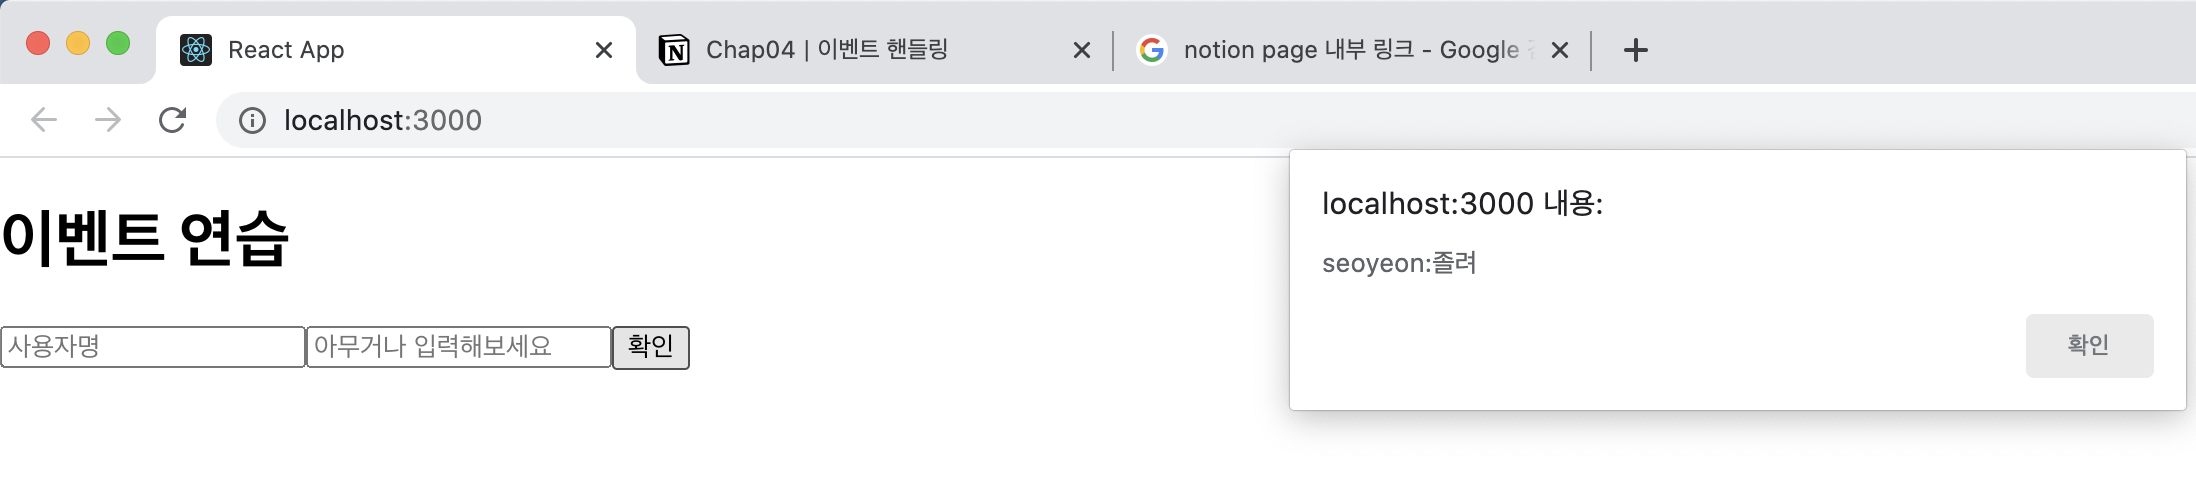 React App
Chap04 | 이벤트 핸들링
notion page 내부 링크 - Google
localhost:3000
이벤트 연습
사용자명
아무거나 입력해보세요
확인
localhost:3000 내용:
seoyeon:졸려
확인